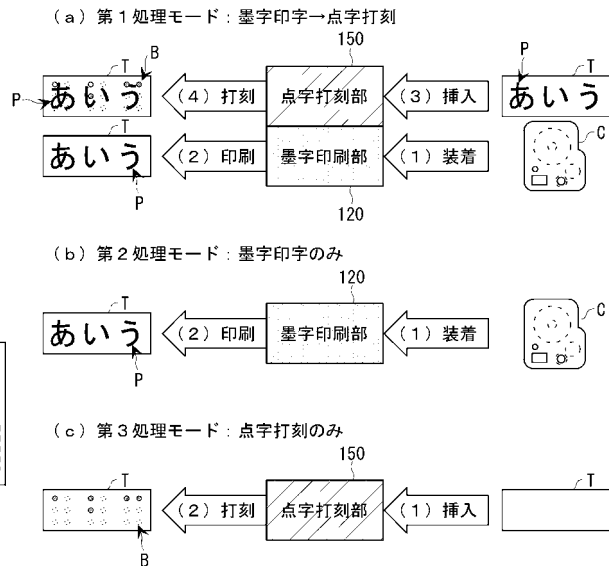 (a) 第1処理モード：墨字印字→点字打刻
150
T B T
P P
あいう (4) 打刻 点字打刻部 (3) 挿入 あいう
T C
あいう (2) 印刷 墨字印刷部 (1) 装着
P 120
(b) 第2処理モード：墨字印字のみ
120
T C
あいう (2) 印刷 墨字印刷部 (1) 装着
P
(c) 第3処理モード：点字打刻のみ
150
T T
(2) 打刻 点字打刻部 (1) 挿入
B